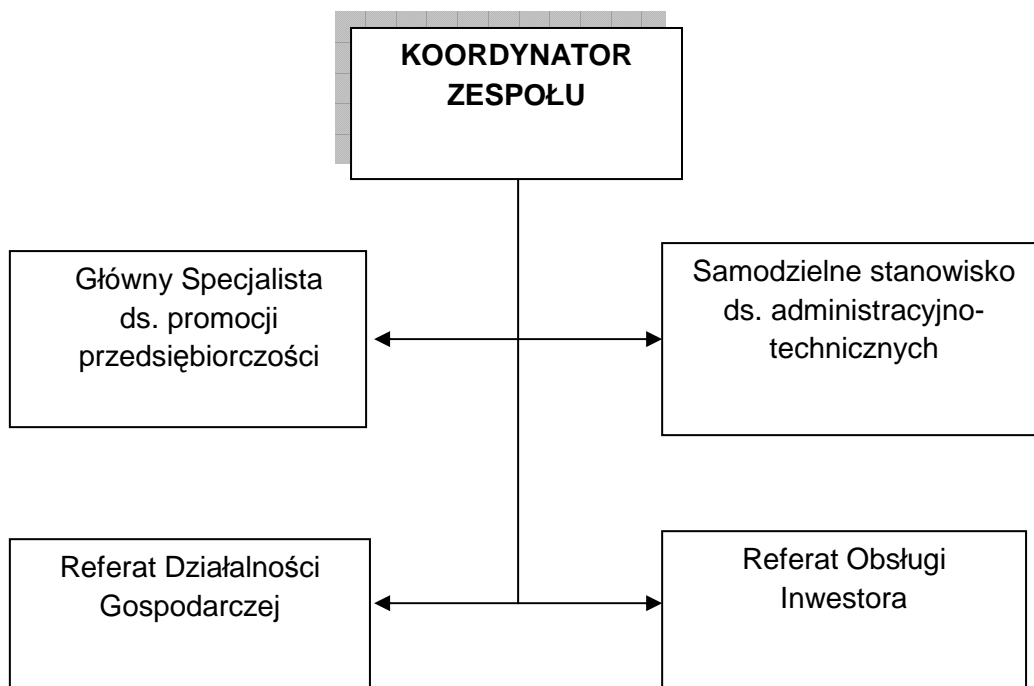 KOORDYNATOR
ZESPOŁU
Główny Specjalista
ds. promocji
przedsiębiorczości
Samodzielne stanowisko
ds. administracyjno-
technicznych
Referat Działalności
Gospodarczej
Referat Obsługi
Inwestora